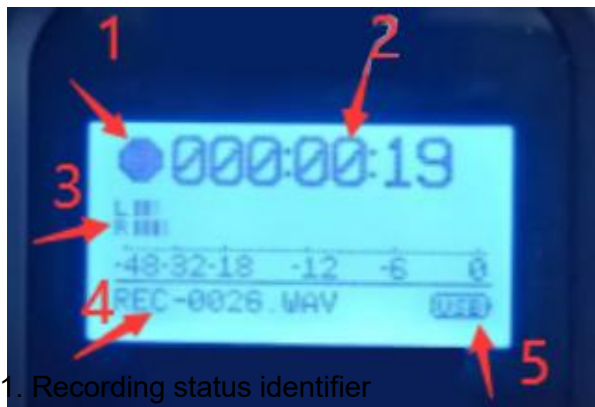 1
2
000:00:19
3
L
R
-48-32-18 -12 -6 0
4
REC-0026.WAV
USB
5
1. Recording status identifier